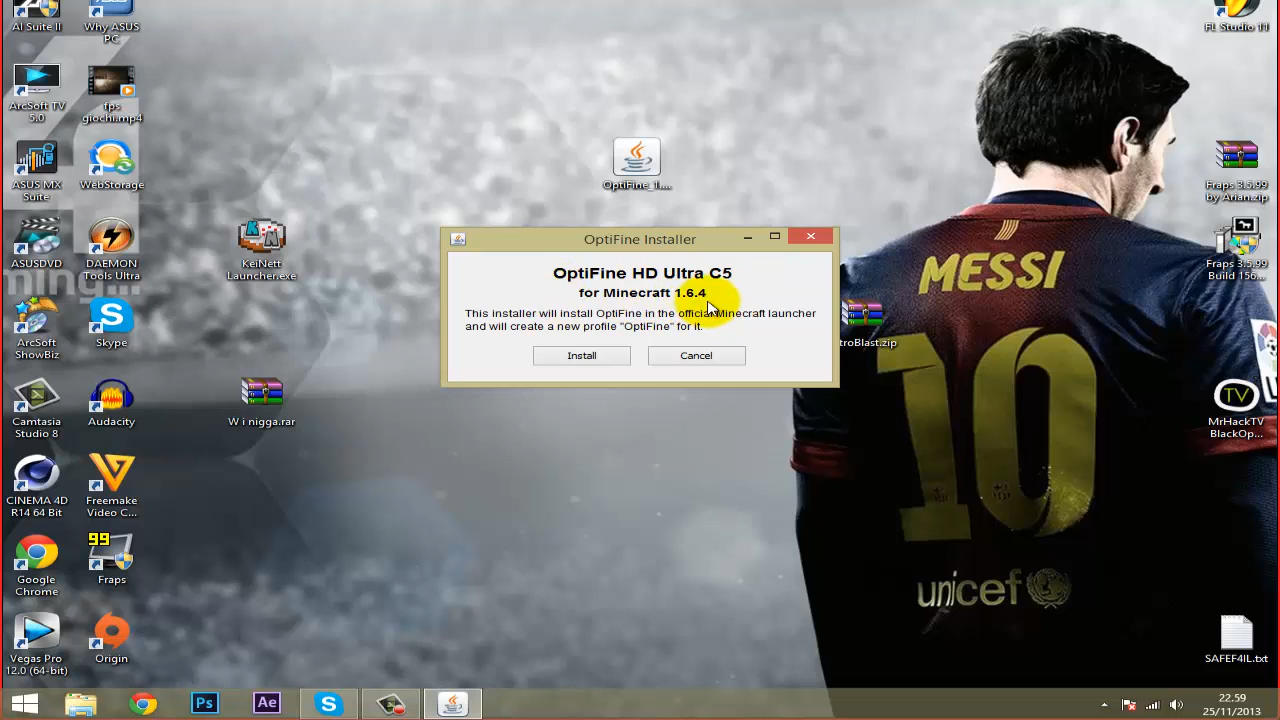 AI Suite II
Why ASUS
PC
FL Studio 11
ArcSoft TV
5.0
fps
giochi.mp4
ASUS MX
Suite
WebStorage
OptiFine_1....
Fraps 3.5.99
by Arian.zip
ASUSDVD
DAEMON
Tools Ultra
KeiNett
Launcher.exe
Fraps 3.5.99
Build 156...
ming...
OptiFine Installer
OptiFine HD Ultra C5
for Minecraft 1.6.4
This installer will install OptiFine in the official Minecraft launcher
and will create a new profile "OptiFine" for it.
Install
Cancel
MESSI
10
unicef
ArcSoft
ShowBiz
Skype
troBlast.zip
Camtasia
Studio 8
Audacity
W i nigga.rar
TV
MrHackTV
BlackOp...
CINEMA 4D
R14 64 Bit
Freemake
Video C...
99
Google
Chrome
Fraps
Vegas Pro
12.0 (64-bit)
Origin
SAFEF4IL.txt
Ps
Ae
22.59
25/11/2013